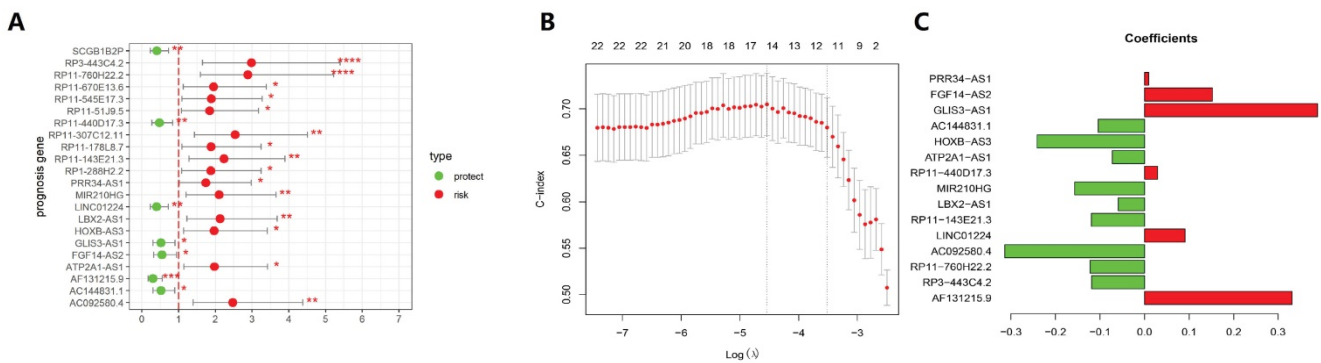 A
prognosis gene
SCGB1B2P
RP3-443C4.2
RP11-760H22.2
RP11-670E13.6
RP11-545E17.3
RP11-51J9.5
RP11-440D17.3
RP11-307C12.11
RP11-178L8.7
RP11-143E21.3
RP1-288H2.2
PRR34-AS1
MIR210HG
LINC01224
LBX2-AS1
HOXB-AS3
GLIS3-AS1
FGF14-AS2
ATP2A1-AS1
AF131215.9
AC144831.1
AC092580.4
**
****
****
*
*
*
**
**
*
**
*
*
**
**
**
*
*
*
*
***
*
**
0 1 2 3 4 5 6 7
type
protect
risk
B
22 22 22 21 20 18 18 17 14 13 12 11 9 2
C-index
0.70
0.65
0.60
0.55
0.50
-7 -6 -5 -4 -3
Log (λ)
C
Coefficients
PRR34-AS1
FGF14-AS2
GLIS3-AS1
AC144831.1
HOXB-AS3
ATP2A1-AS1
RP11-440D17.3
MIR210HG
LBX2-AS1
RP11-143E21.3
LINC01224
AC092580.4
RP11-760H22.2
RP3-443C4.2
AF131215.9
-0.3 -0.2 -0.1 0.0 0.1 0.2 0.3